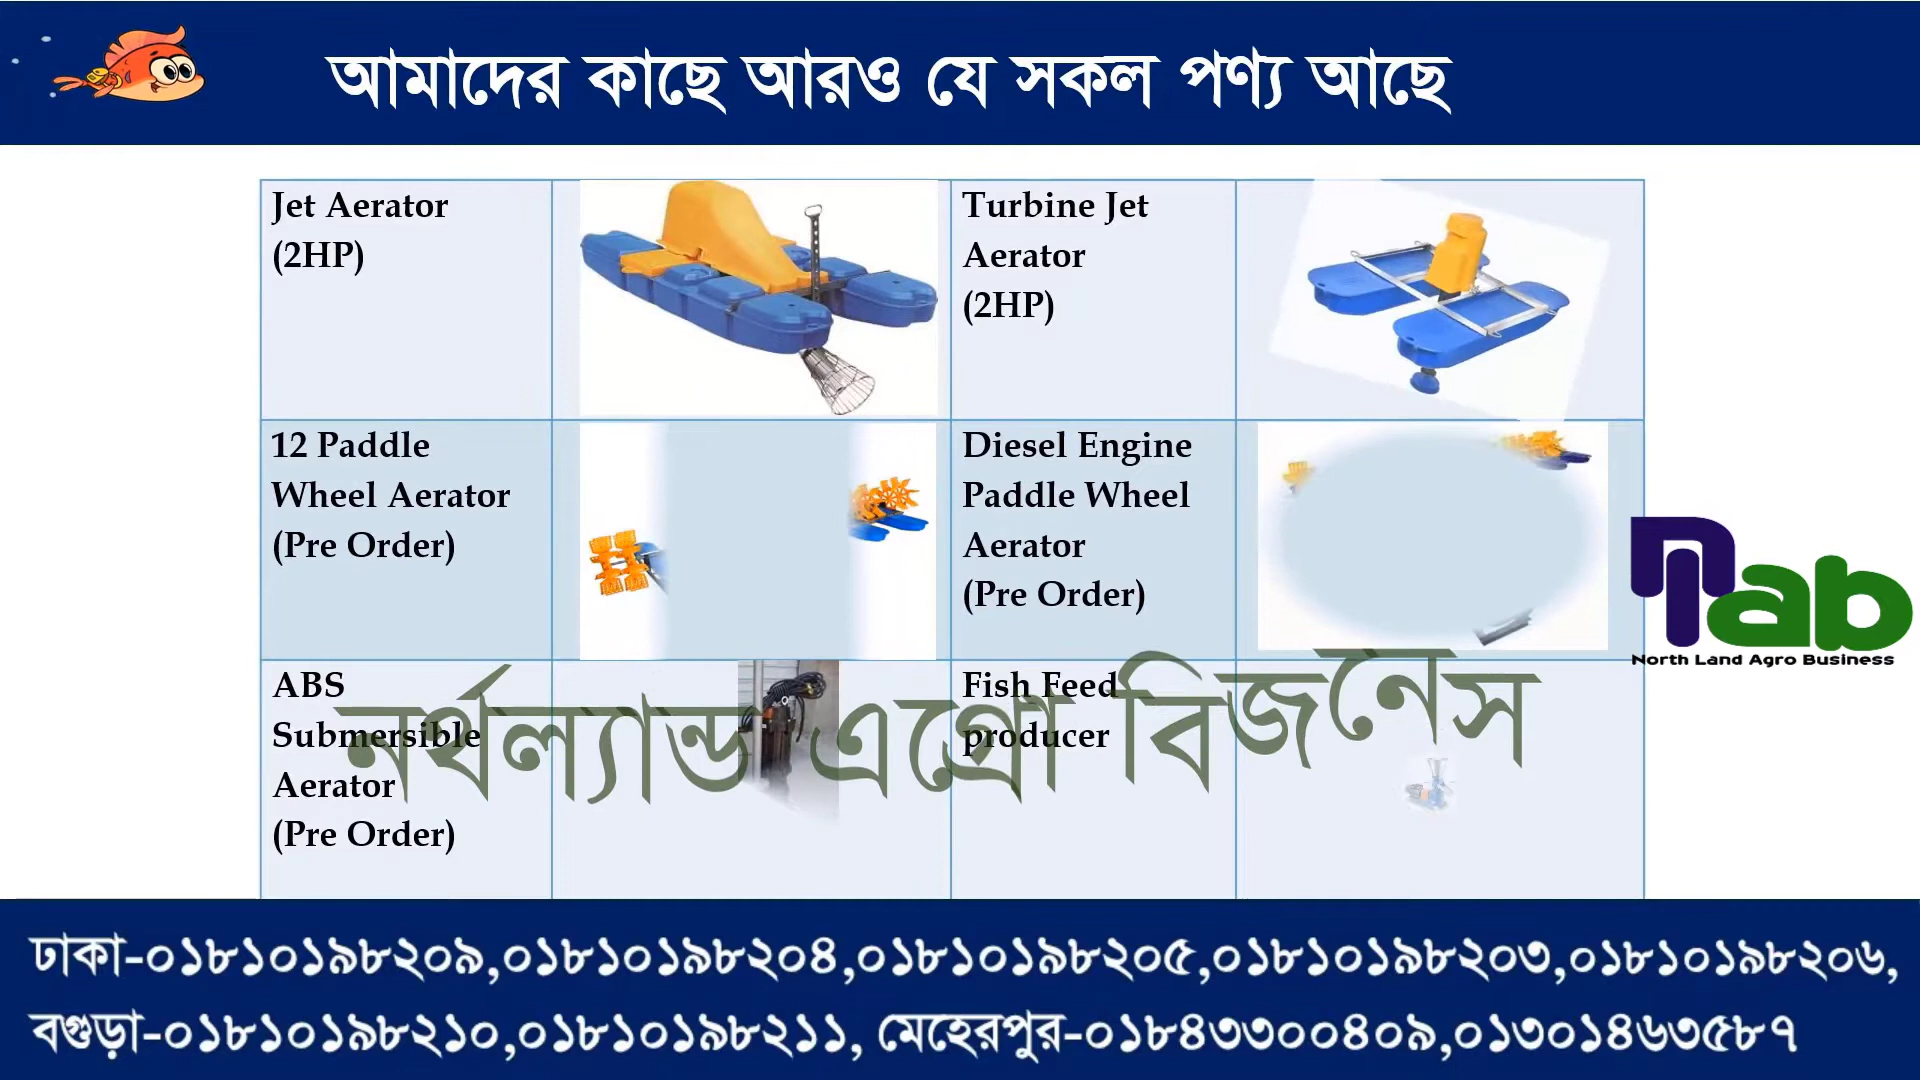 আমাদের কাছে আরও যে সকল পণ্য আছে
Jet Aerator
(2HP)
Turbine Jet
Aerator
(2HP)
12 Paddle
Wheel Aerator
(Pre Order)
Diesel Engine
Paddle Wheel
Aerator
(Pre Order)
nab
North Land Agro Business
ABS
Submersible
Aerator
(Pre Order)
Fish Feed
producer
নর্থল্যান্ড এগ্রো বিজনেস
ঢাকা-০১৮১০১৯৮২০৯,০১৮১০১৯৮২০৪,০১৮১০১৯৮২০৫,০১৮১০১৯৮২০৩,০১৮১০১৯৮২০৬,
বগুড়া-০১৮১০১৯৮২১০,০১৮১০১৯৮২১১, মেহেরপুর-০১৮৪৩৩০০৪০৯,০১৩০১৪৬৩৫৮৭